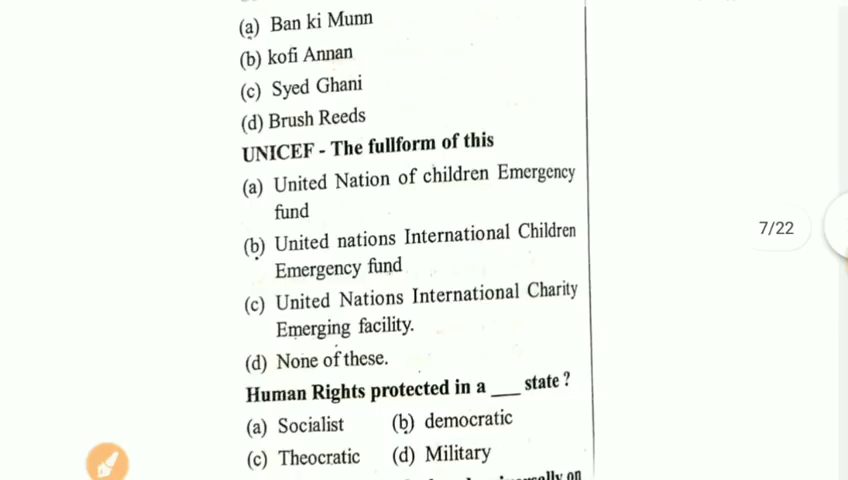 (a) Ban ki Munn
(b) kofi Annan
(c) Syed Ghani
(d) Brush Reeds
UNICEF - The fullform of this
(a) United Nation of children Emergency
fund
(b) United nations International Children
Emergency fund
(c) United Nations International Charity
Emerging facility.
(d) None of these.
Human Rights protected in a ___ state ?
(a) Socialist (b) democratic
(c) Theocratic (d) Military
on
7/22